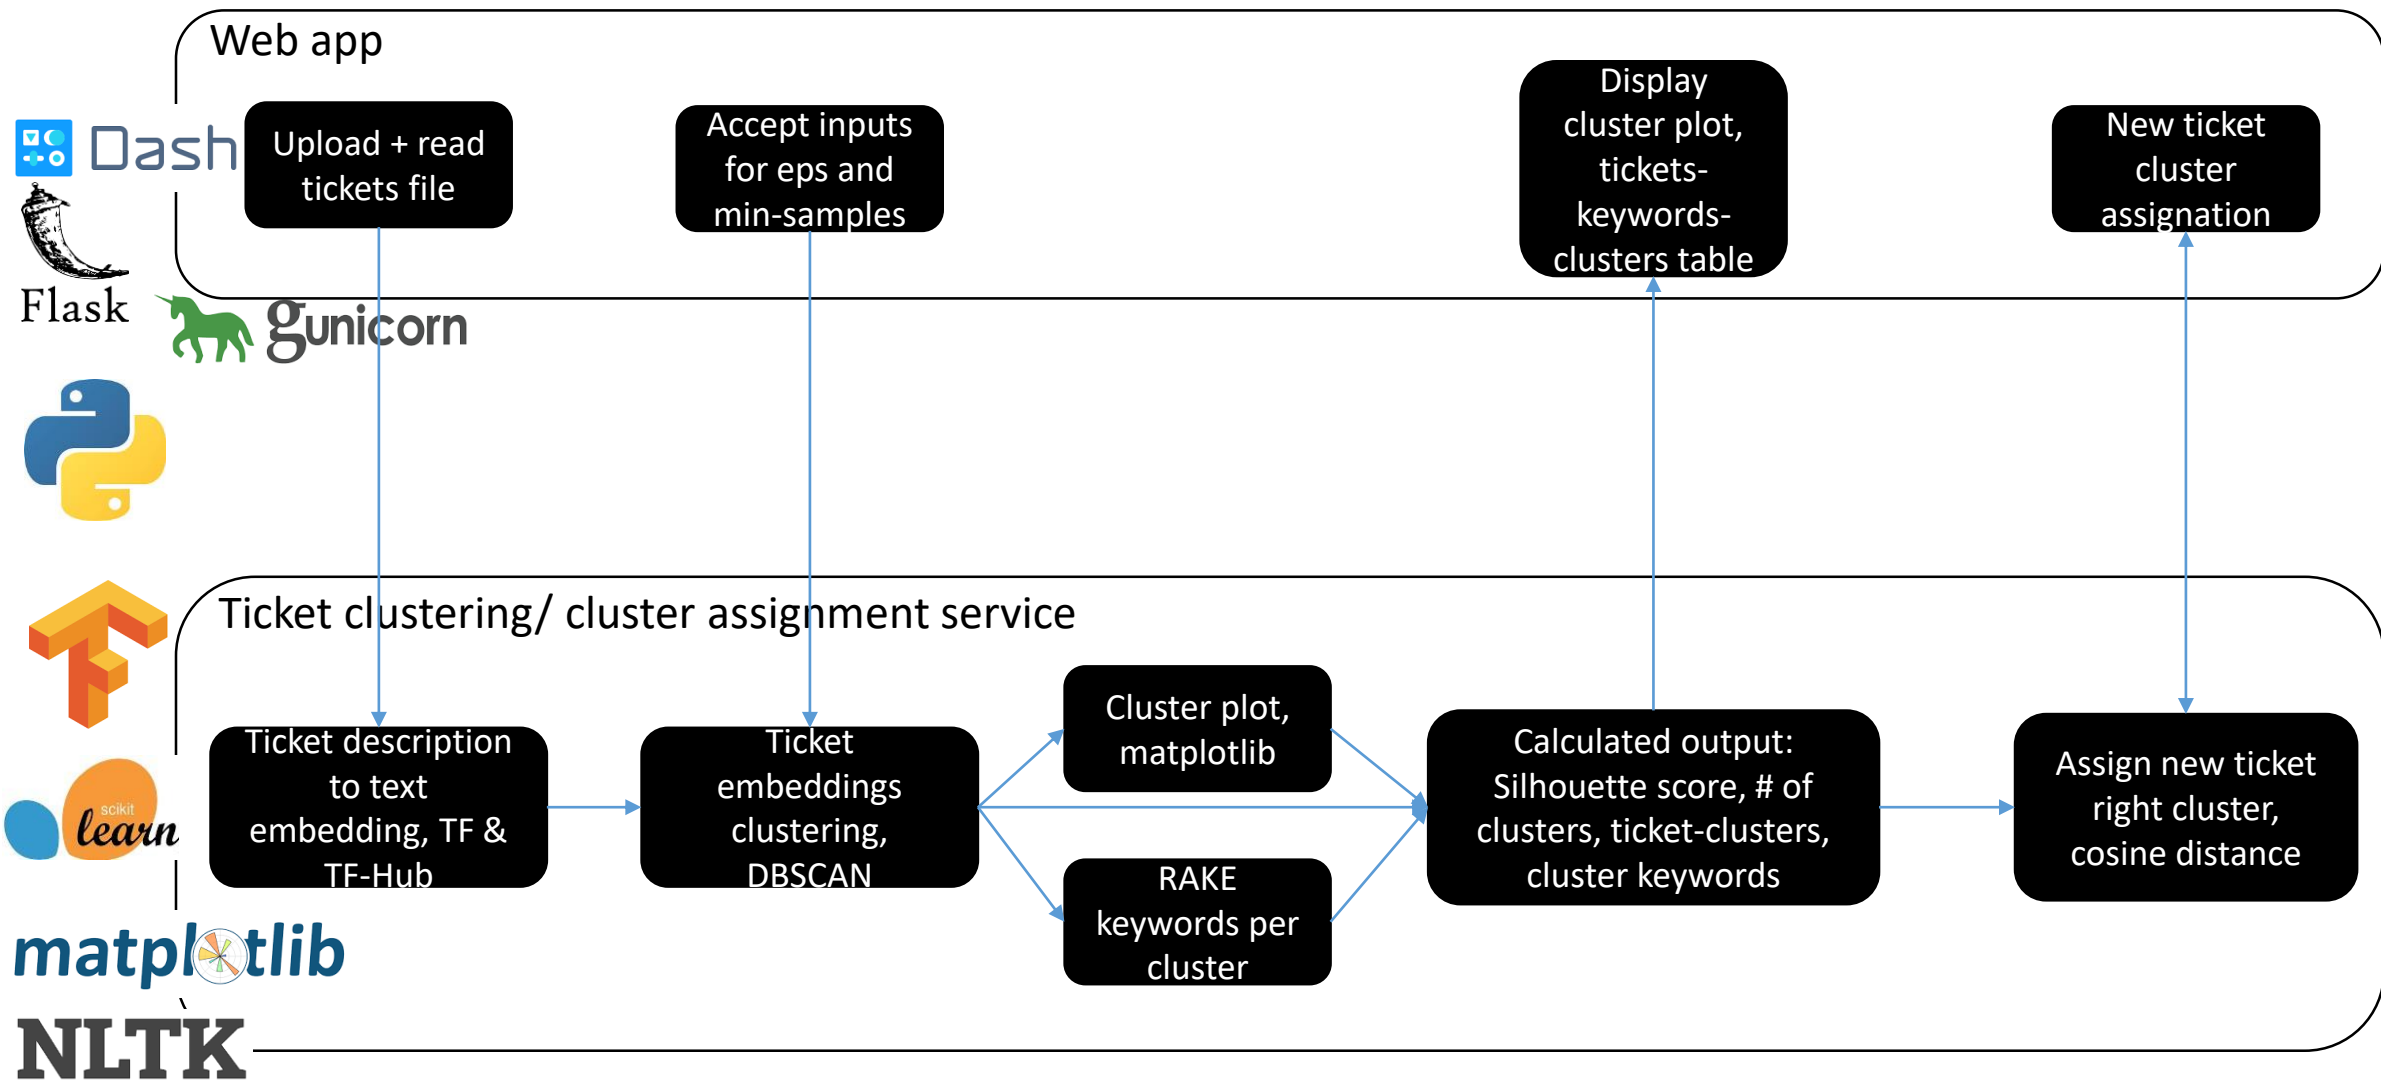 Web app
Dash
Flask
gunicorn
Upload + read
tickets file
Accept inputs
for eps and
min-samples
Display
cluster plot,
tickets-
keywords-
clusters table
New ticket
cluster
assignation
Ticket clustering/ cluster assignment service
scikit
learn
matplotlib
NLTK
Ticket description
to text
embedding, TF &
TF-Hub
Ticket
embeddings
clustering,
DBSCAN
Cluster plot,
matplotlib
RAKE
keywords per
cluster
Calculated output:
Silhouette score, # of
clusters, ticket-clusters,
cluster keywords
Assign new ticket
right cluster,
cosine distance